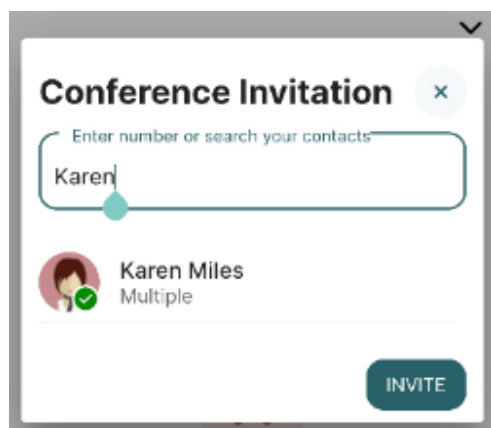 Conference Invitation
Enter number or search your contacts
Karen
Karen Miles
Multiple
INVITE